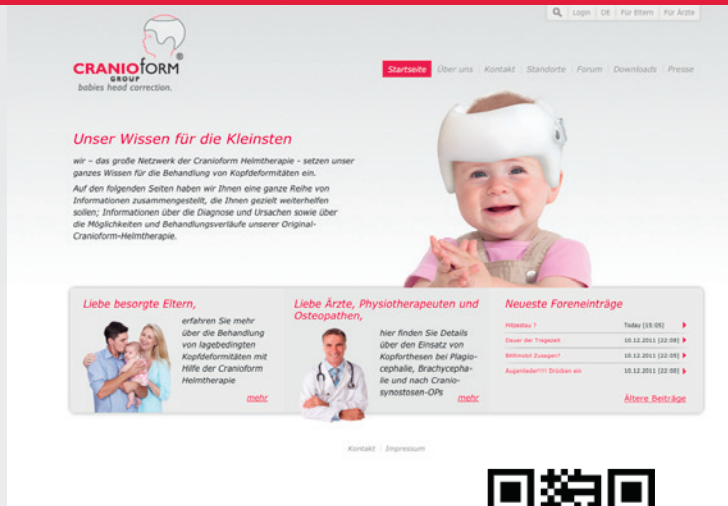 Login | DE | Für Eltern | Für Ärzte
CRANIOFORM®
GROUP
babies head correction.
Startseite | Über uns | Kontakt | Standorte | Forum | Downloads | Presse
Unser Wissen für die Kleinsten
wir – das große Netzwerk der Cranioform Helmtherapie - setzen unser
ganzes Wissen für die Behandlung von Kopfdeformitäten ein.
Auf den folgenden Seiten haben wir Ihnen eine ganze Reihe von
Informationen zusammengestellt, die Ihnen gezielt weiterhelfen
sollen; Informationen über die Diagnose und Ursachen sowie über
die Möglichkeiten und Behandlungsverläufe unserer Original-
Cranioform-Helmtherapie.
Liebe besorgte Eltern,
erfahren Sie mehr
über die Behandlung
von lagebedingten
Kopfdeformitäten mit
Hilfe der Cranioform
Helmtherapie
mehr
Liebe Ärzte, Physiotherapeuten und
Osteopathen,
hier finden Sie Details
über den Einsatz von
Kopforthesen bei Plagio-
cephalie, Brachycepha-
lie und nach Cranio-
synostosen-OPs
mehr
Neueste Foreneinträge
Hitzestau ? Today [15:05]
Dauer der Tragezeit 10.12.2011 [22:09]
Zusagen? 10.12.2011 [22:05]
Augenlieder!!!! Drücken ein 10.12.2011 [22:02]
Ältere Beiträge
Kontakt | Impressum